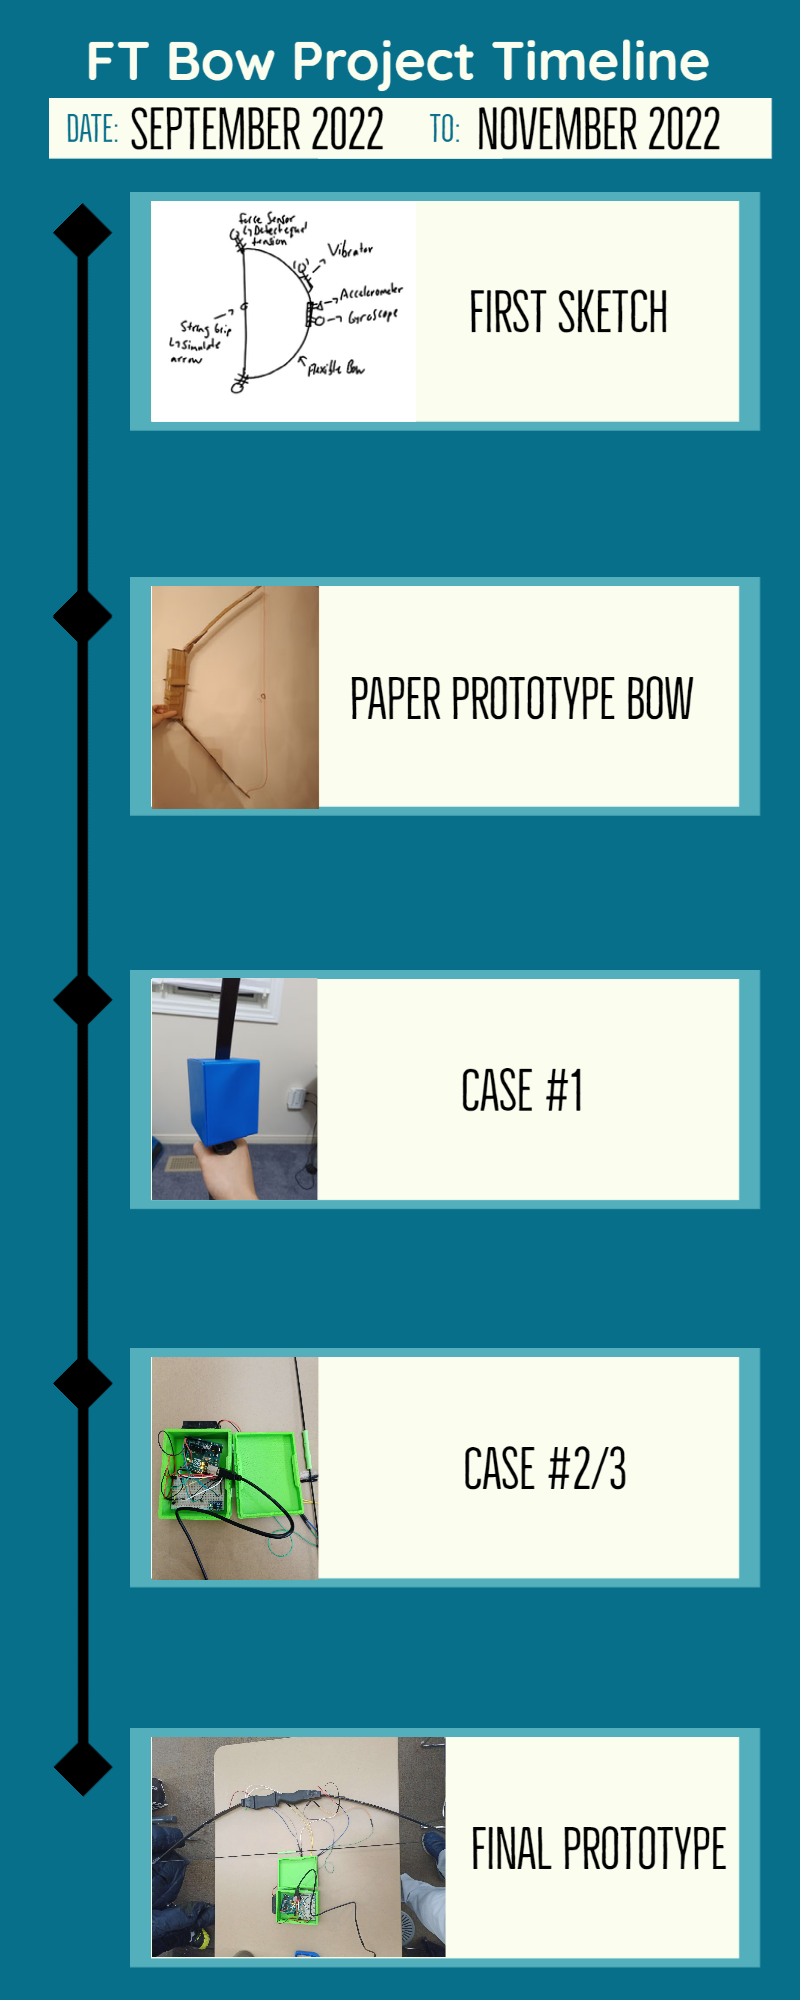 FT Bow Project Timeline
DATE: SEPTEMBER 2022 TO: NOVEMBER 2022
Force Sensor
↳ Detect equal
tension
Vibrator
Accelerometer
Gyroscope
String Grip
↳ Simulate
arrow
Flexible Bow
FIRST SKETCH
PAPER PROTOTYPE BOW
CASE #1
CASE #2/3
FINAL PROTOTYPE